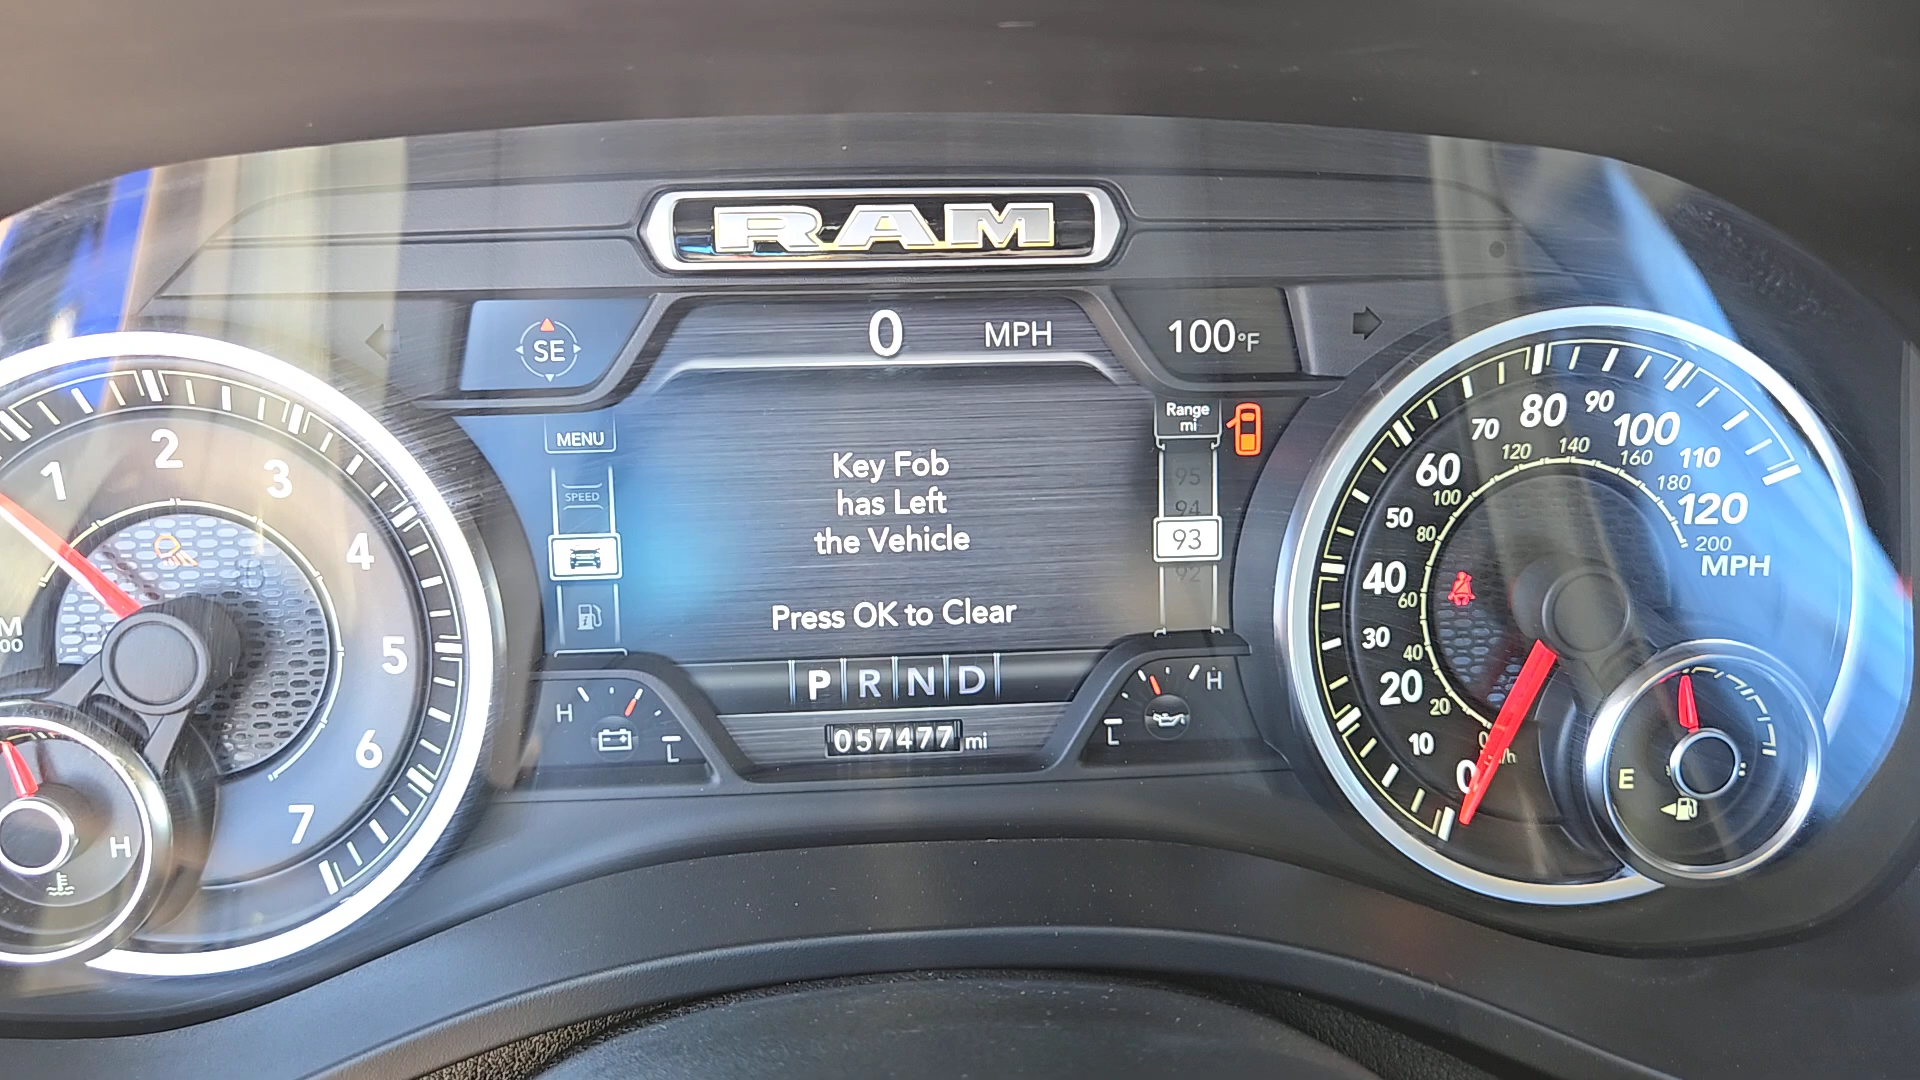 RAM
SE
0 MPH
100°F
MENU
SPEED
Key Fob
has Left
the Vehicle
Press OK to Clear
Range
mi
95
94
93
92
P R N D
057477 mi
H
L
H
L
1
2
3
4
5
6
7
H
0
10
20
30
40
50
60
70
80
90
100
110
120
MPH
20
40
60
80
100
120
140
160
180
200
E